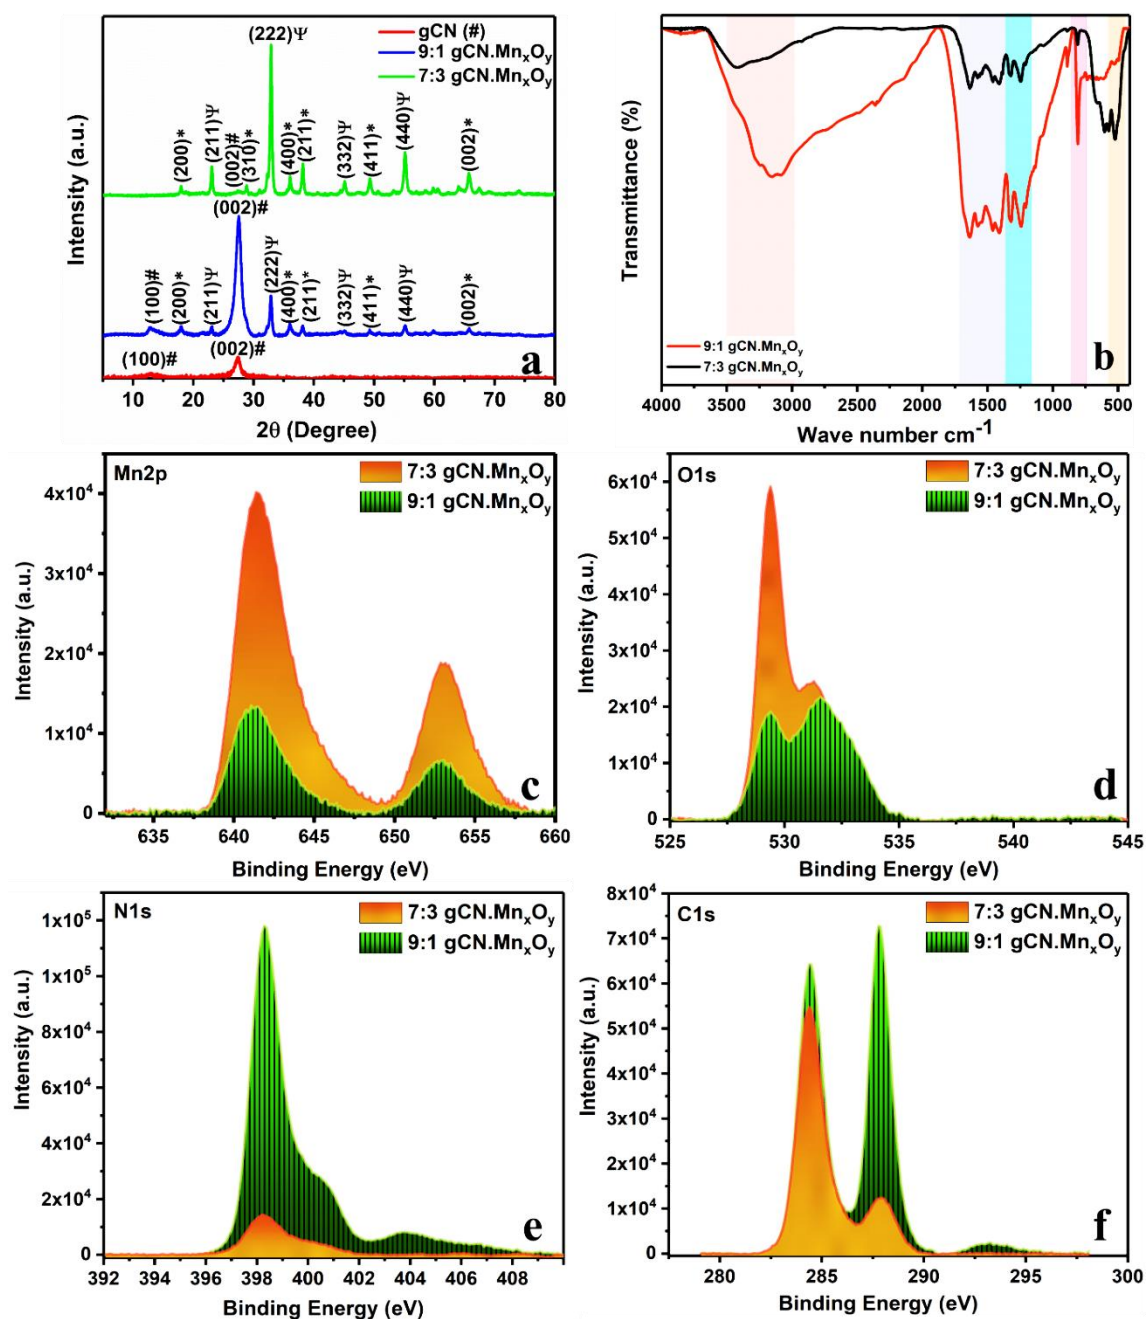 gCN (#)
9:1 gCN.MnxOy
7:3 gCN.MnxOy
(200)*
(211)Ψ
(002)#
(310)*
(222)Ψ
(400)*
(211)*
(332)Ψ
(411)*
(440)Ψ
(002)*
(100)#
(200)*
(211)Ψ
(002)#
(222)Ψ
(400)*
(211)*
(332)Ψ
(411)*
(440)Ψ
(002)*
(100)#
(002)#
a
Intensity (a.u.)
10 20 30 40 50 60 70 80
2θ (Degree)
Transmittance (%)
9:1 gCN.MnxOy
7:3 gCN.MnxOy
b
4000 3500 3000 2500 2000 1500 1000 500
Wave number cm-1
Mn2p
7:3 gCN.MnxOy
9:1 gCN.MnxOy
4x10⁴
3x10⁴
2x10⁴
1x10⁴
0
Intensity (a.u.)
c
635 640 645 650 655 660
Binding Energy (eV)
O1s
7:3 gCN.MnxOy
9:1 gCN.MnxOy
6x10⁴
5x10⁴
4x10⁴
3x10⁴
2x10⁴
1x10⁴
0
Intensity (a.u.)
d
525 530 535 540 545
Binding Energy (eV)
N1s
7:3 gCN.MnxOy
9:1 gCN.MnxOy
1x10⁵
1x10⁵
8x10⁴
6x10⁴
4x10⁴
2x10⁴
0
Intensity (a.u.)
e
392 394 396 398 400 402 404 406 408
Binding Energy (eV)
C1s
7:3 gCN.MnxOy
9:1 gCN.MnxOy
8x10⁴
7x10⁴
6x10⁴
5x10⁴
4x10⁴
3x10⁴
2x10⁴
1x10⁴
0
Intensity (a.u.)
f
280 285 290 295 300
Binding Energy (eV)